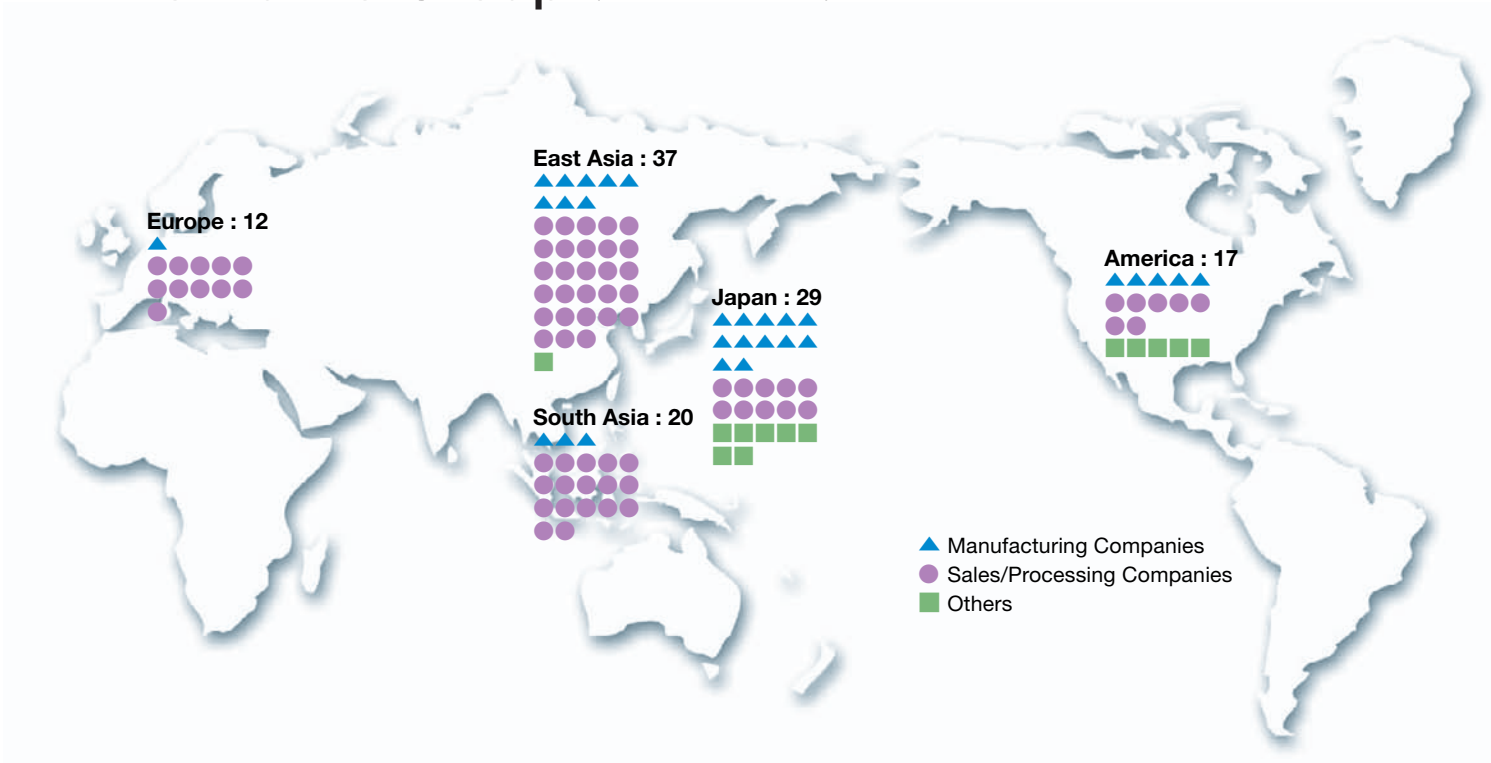 East Asia : 37
Europe : 12
America : 17
Japan : 29
South Asia : 20
Manufacturing Companies
Sales/Processing Companies
Others